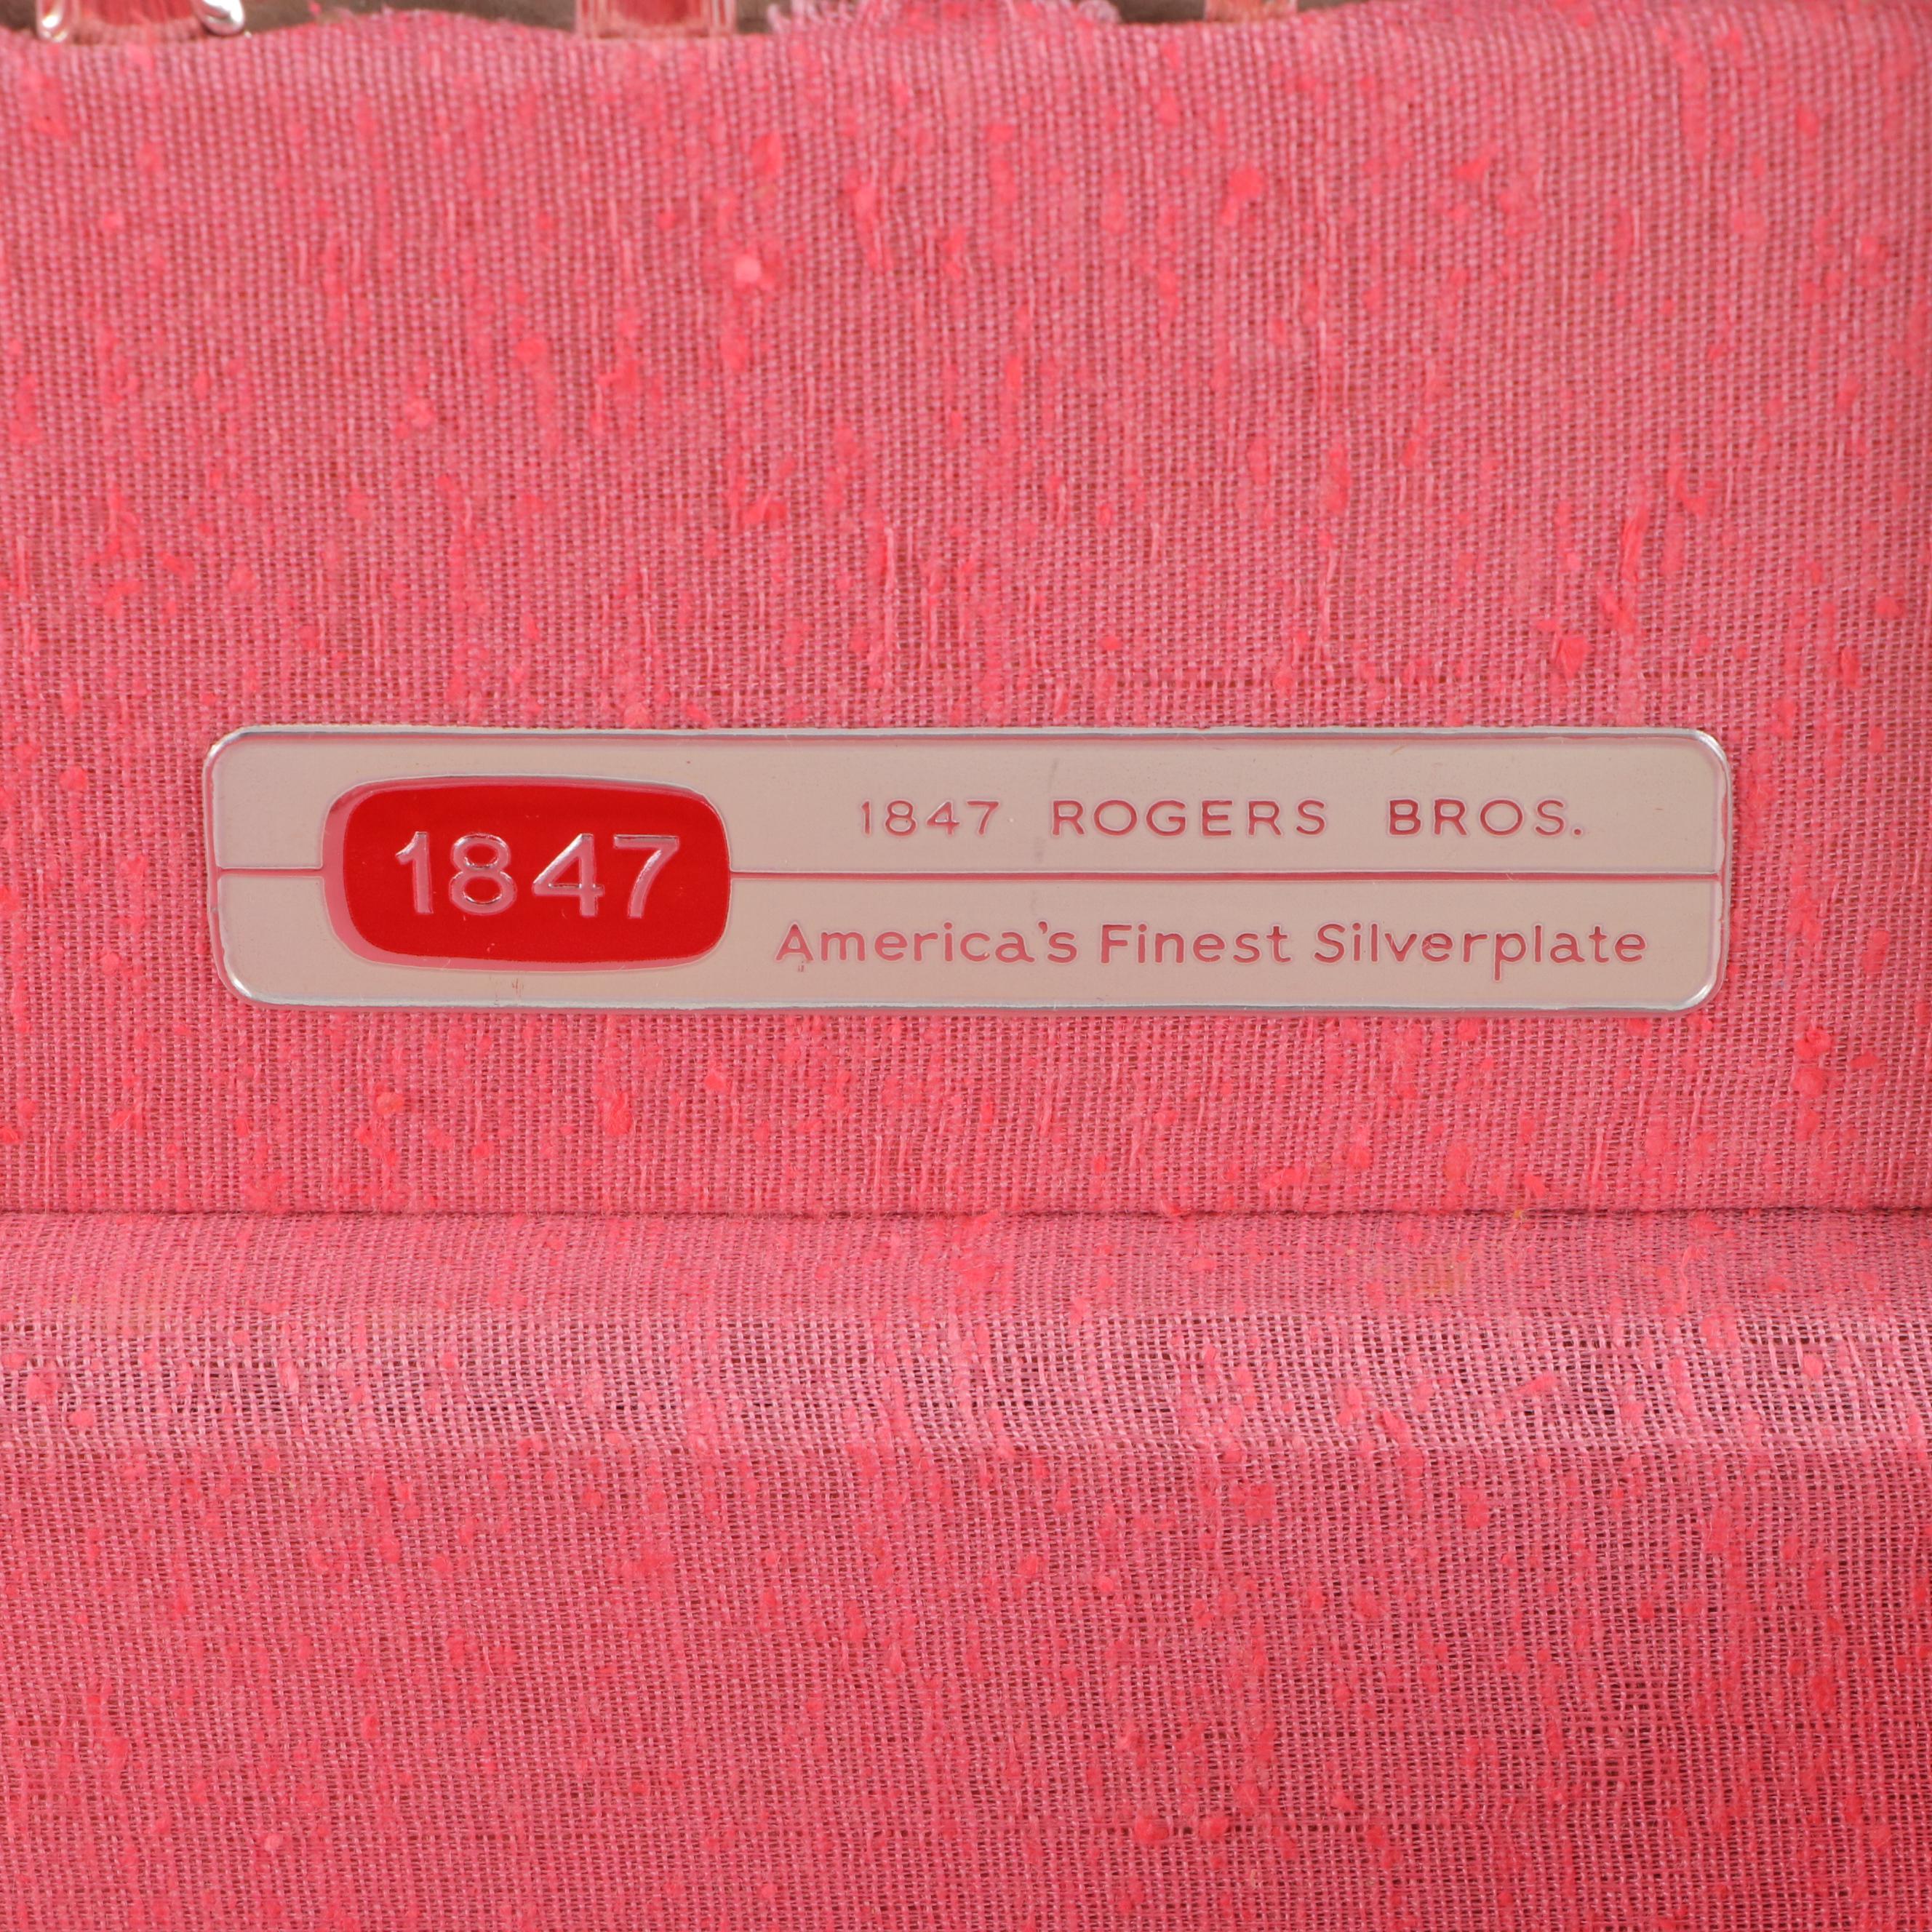 1847
1847 ROGERS BROS.
America's Finest Silverplate